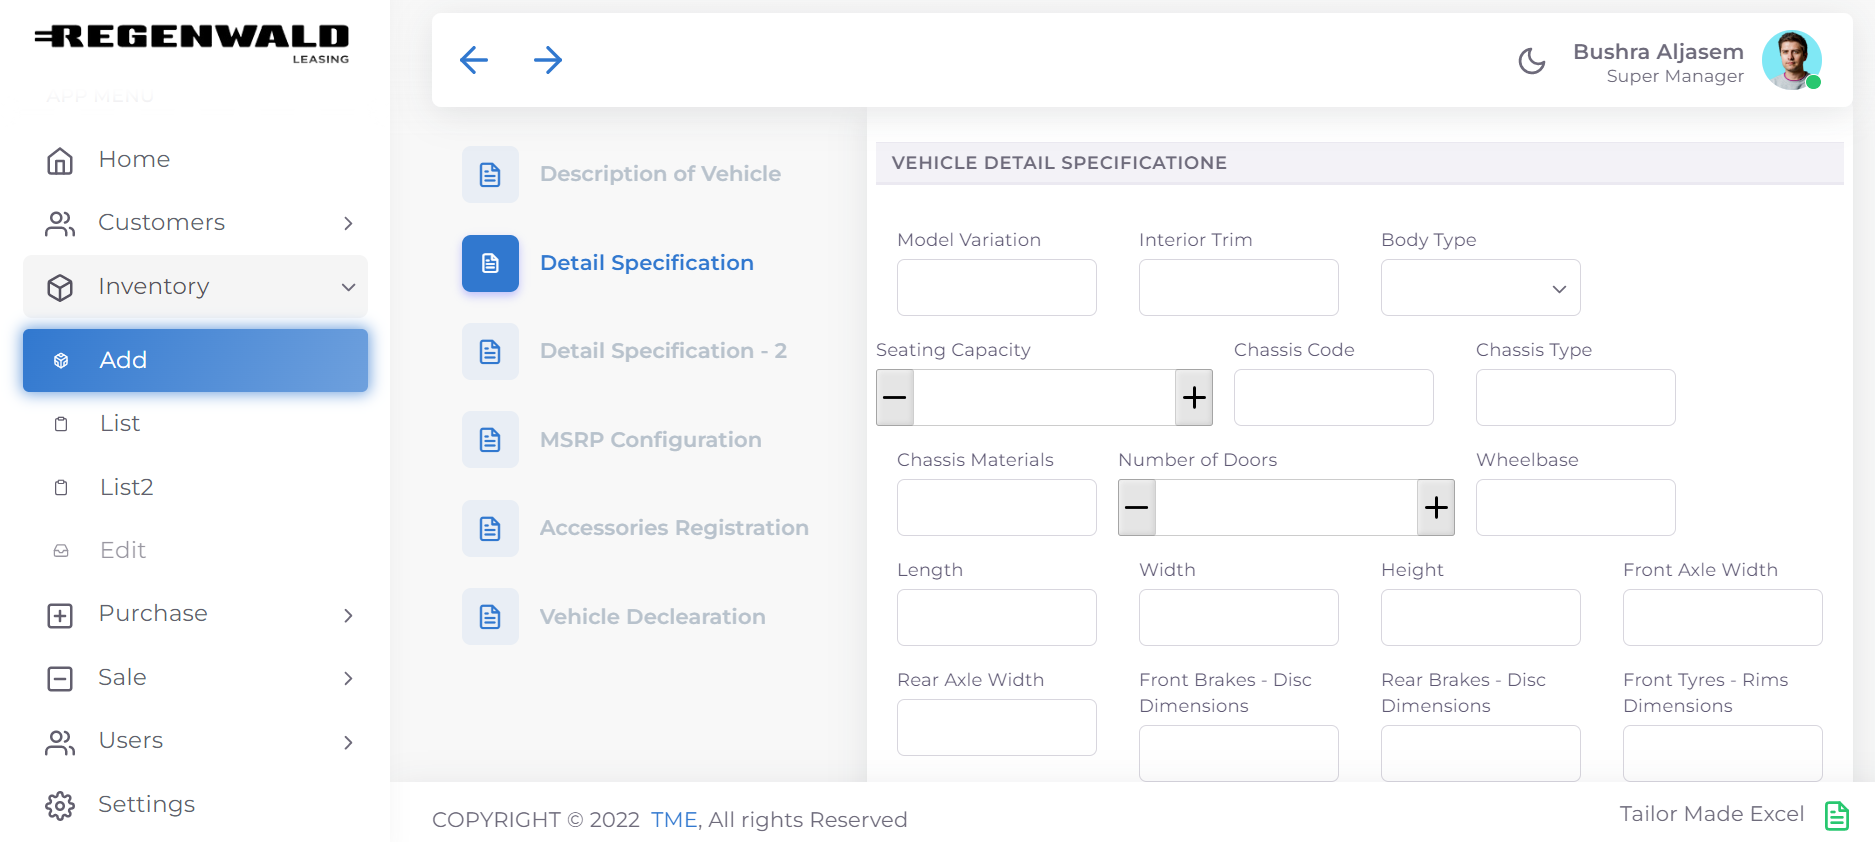 REGENWALD
LEASING
APP MENU
Home
Customers
Inventory
Add
List
List2
Edit
Purchase
Sale
Users
Settings
Bushra Aljasem
Super Manager
Description of Vehicle
Detail Specification
Detail Specification - 2
MSRP Configuration
Accessories Registration
Vehicle Declearation
VEHICLE DETAIL SPECIFICATIONE
Model Variation
Interior Trim
Body Type
Seating Capacity
Chassis Code
Chassis Type
Chassis Materials
Number of Doors
Wheelbase
Length
Width
Height
Front Axle Width
Rear Axle Width
Front Brakes - Disc
Dimensions
Rear Brakes - Disc
Dimensions
Front Tyres - Rims
Dimensions
COPYRIGHT © 2022 TME, All rights Reserved
Tailor Made Excel